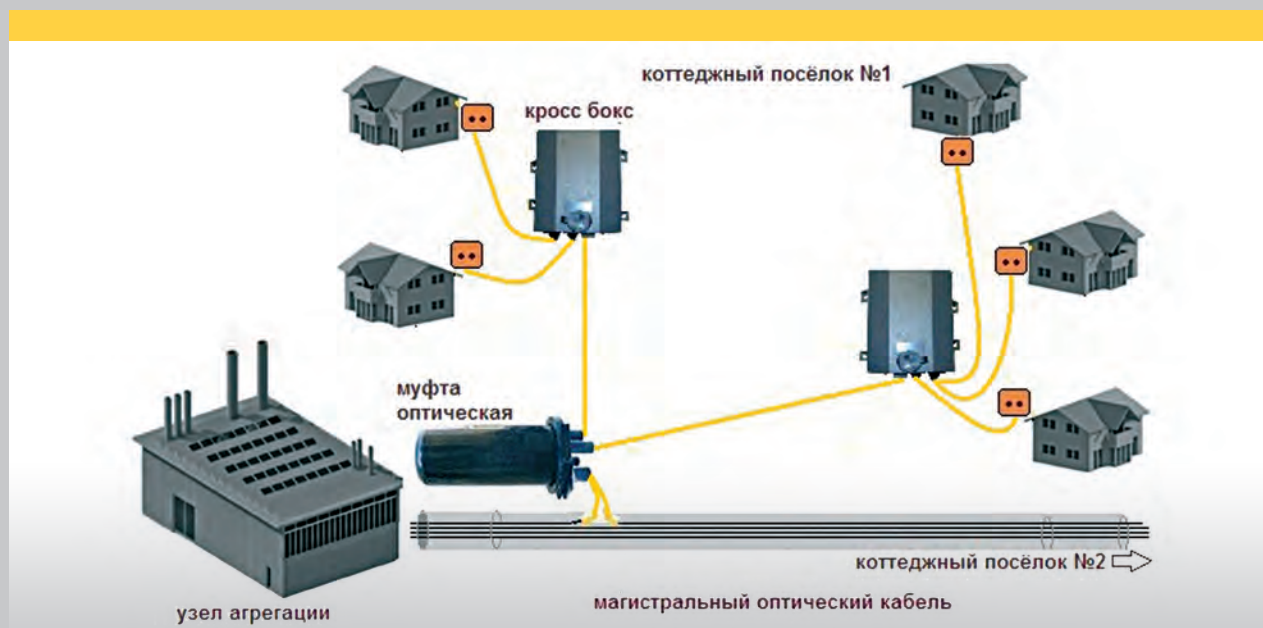 коттеджный посёлок №1
кросс бокс
муфта
оптическая
коттеджный посёлок №2
магистральный оптический кабель
узел агрегации